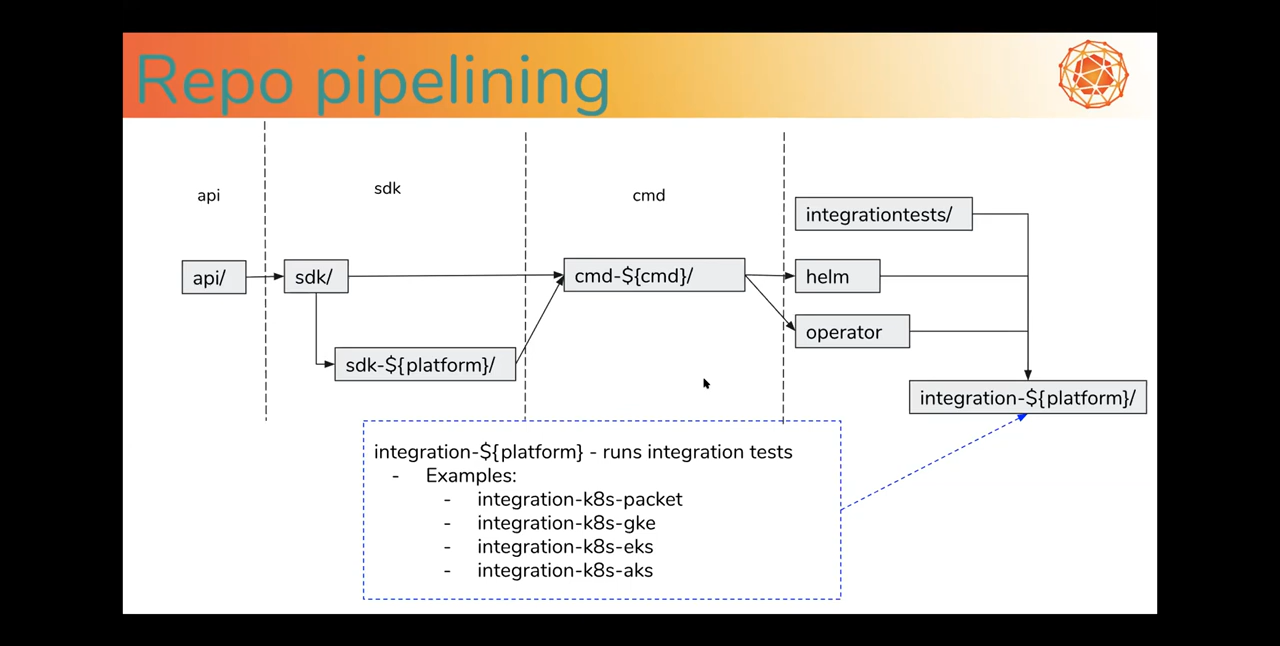 Repo pipelining
api
sdk
cmd
integrationtests/
api/
sdk/
cmd-${cmd}/
helm
operator
sdk-${platform}/
integration-${platform}/
integration-${platform} - runs integration tests
- Examples:
- integration-k8s-packet
- integration-k8s-gke
- integration-k8s-eks
- integration-k8s-aks